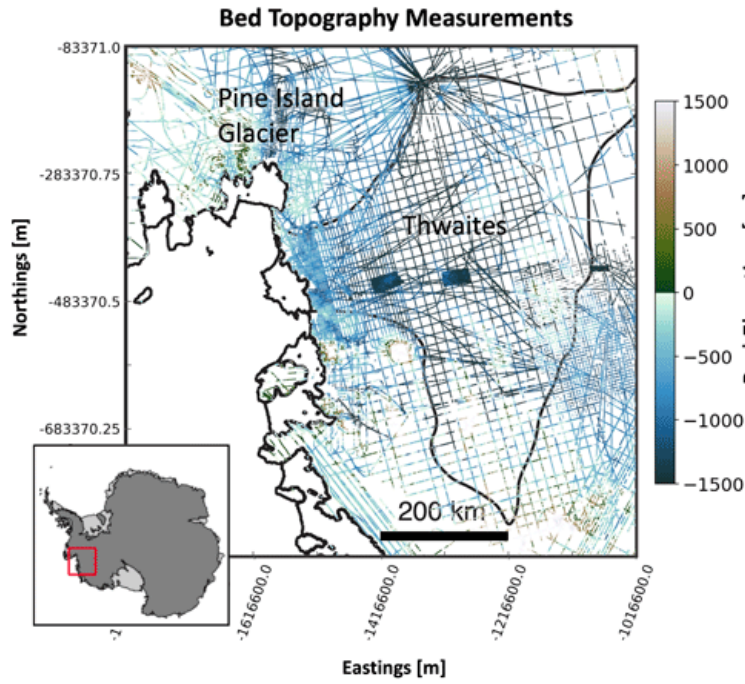 Bed Topography Measurements
-83371.0
-283370.75
-483370.5
-683370.25
Northings [m]
Pine Island
Glacier
Thwaites
200 km
1500
1000
500
0
−500
−1000
−1500
-1
-1616600.0
-1416600.0
-1216600.0
-1016600.0
Eastings [m]